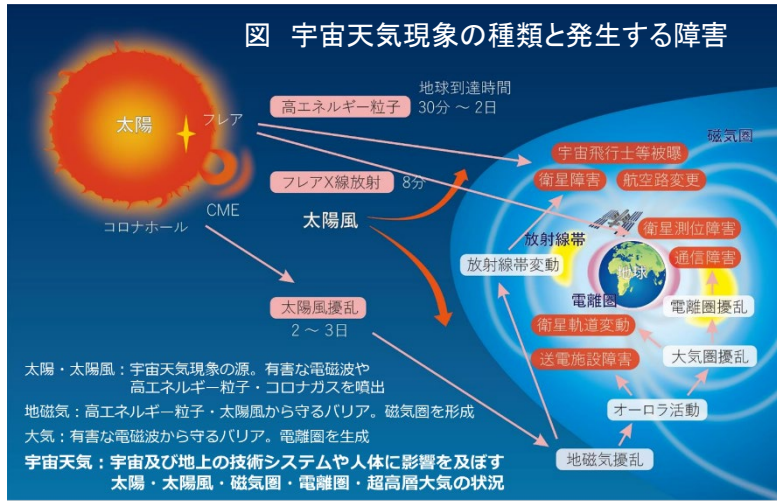 図　宇宙天気現象の種類と発生する障害
地球到達時間
高エネルギー粒子
30分 ～ 2日
太陽
フレア
磁気圏
宇宙飛行士等被曝
フレアX線放射
8分
衛星障害
航空路変更
CME
太陽風
コロナホール
衛星測位障害
放射線帯
通信障害
放射線帯変動
地球
電離圏
太陽風擾乱
2 ～ 3日
電離圏擾乱
衛星軌道変動
送電施設障害
大気圏擾乱
オーロラ活動
地磁気擾乱
太陽・太陽風：宇宙天気現象の源。有害な電磁波や
高エネルギー粒子・コロナガスを噴出
地磁気：高エネルギー粒子・太陽風から守るバリア。磁気圏を形成
大気：有害な電磁波から守るバリア。電離圏を生成
宇宙天気：宇宙及び地上の技術システムや人体に影響を及ぼす
太陽・太陽風・磁気圏・電離圏・超高層大気の状況